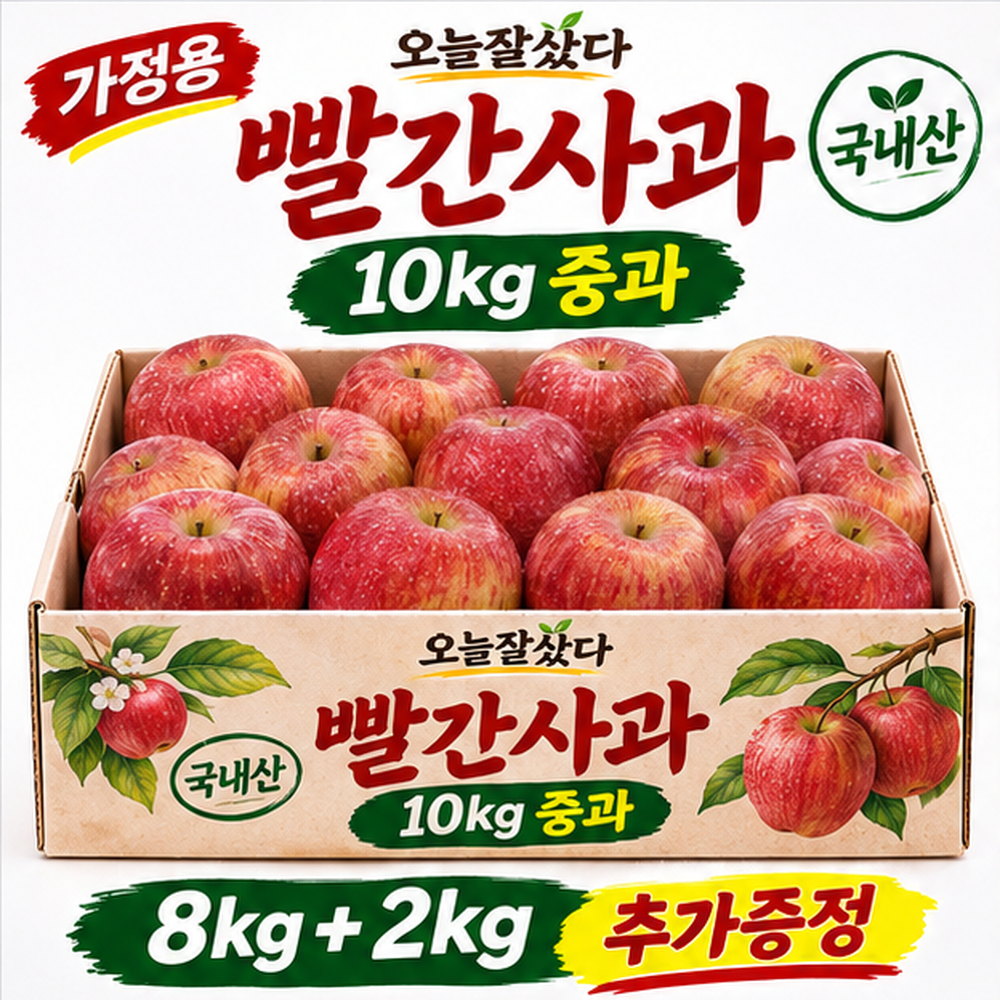 가정용
오늘잘샀다
빨간사과
국내산
10kg 중과
오늘잘샀다
빨간사과
국내산
10kg 중과
8kg+2kg 추가증정